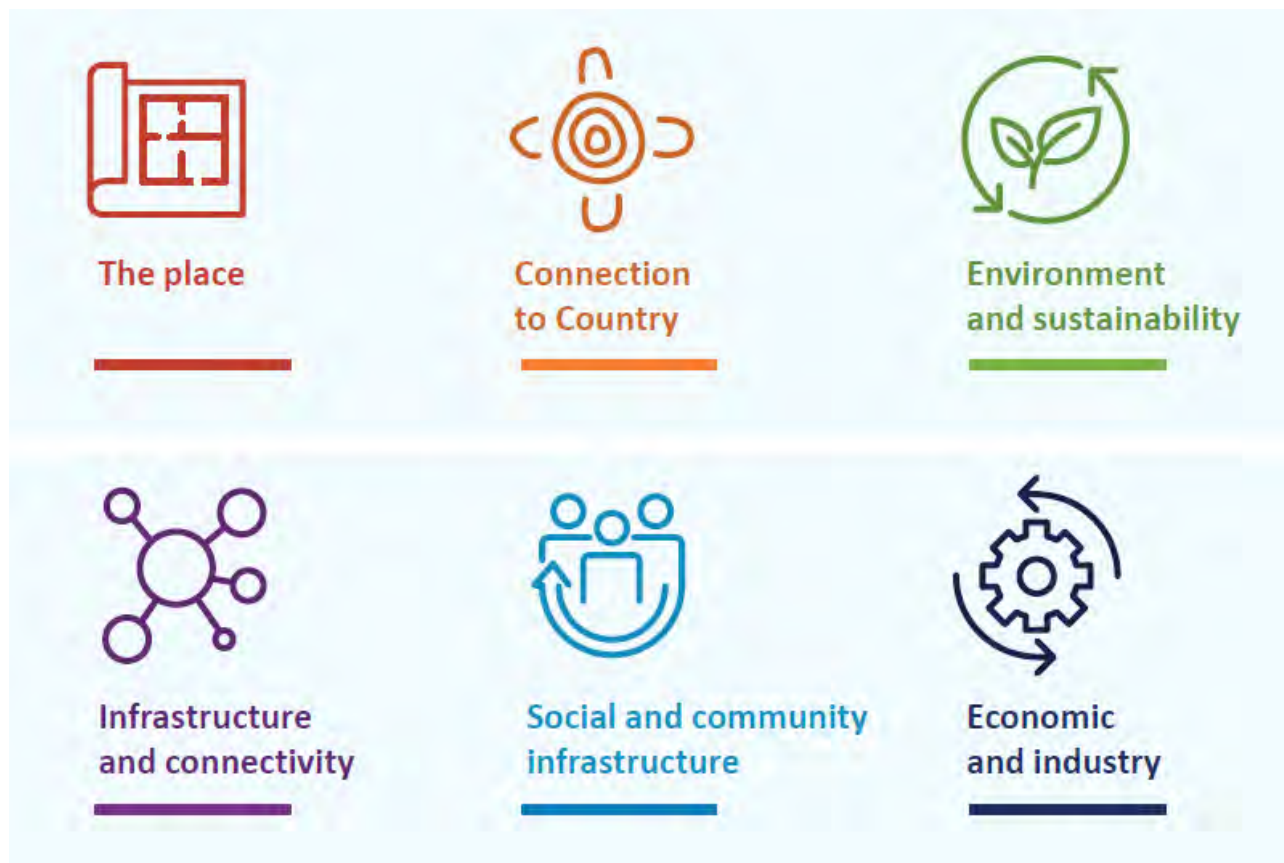 The place
Connection
to Country
Environment
and sustainability
Infrastructure
and connectivity
Social and community
infrastructure
Economic
and industry